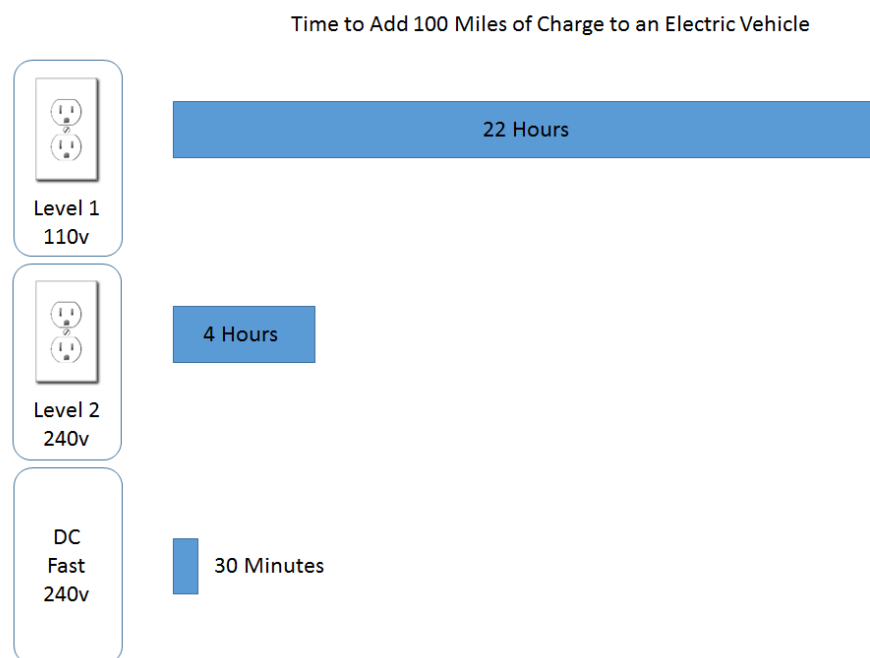 Time to Add 100 Miles of Charge to an Electric Vehicle
22 Hours
Level 1
110v
4 Hours
Level 2
240v
DC
Fast
240v
30 Minutes